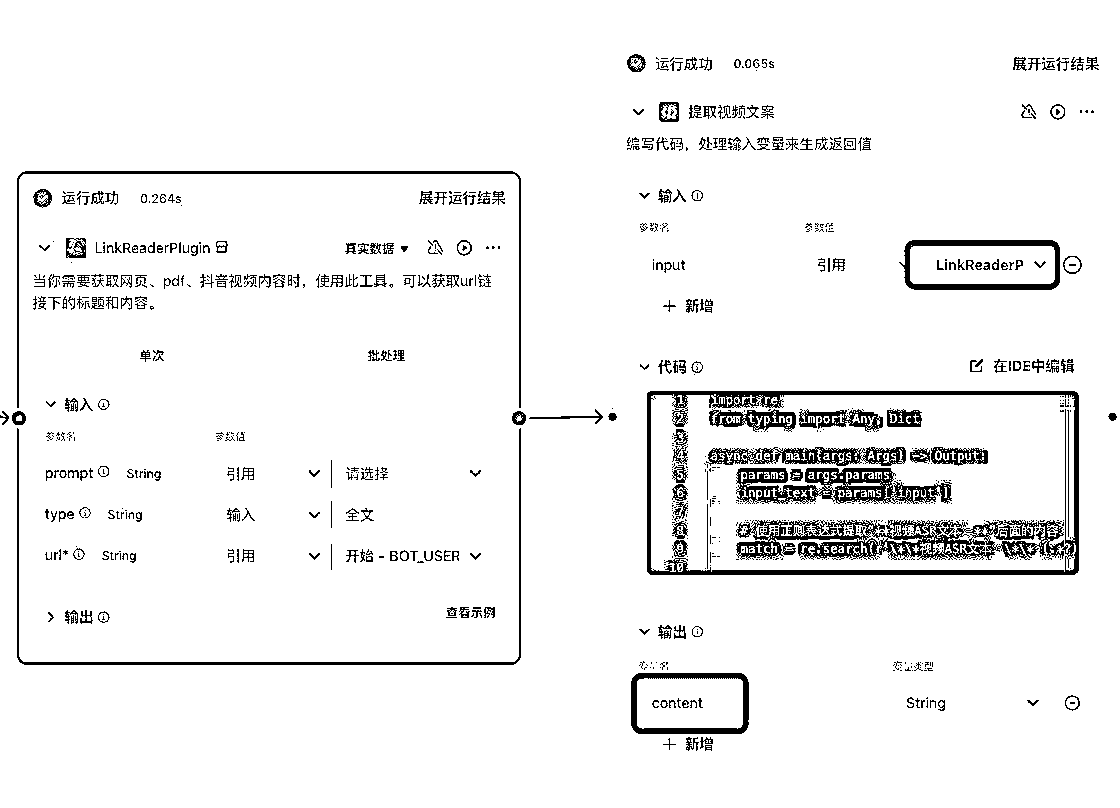 运行成功 0.264s 展开运行结果
LinkReaderPlugin 真实数据
当你需要获取网页、pdf、抖音视频内容时，使用此工具。可以获取url链
接下的标题和内容。
单次 批处理
输入
参数名 参数值
prompt String 引用 请选择
type String 输入 全文
url* String 引用 开始 - BOT_USER
输出 查看示例
运行成功 0.065s 展开运行结果
提取视频文案
编写代码，处理输入变量来生成返回值
输入
参数名 参数值
input 引用 LinkReaderP
新增
代码 在IDE中编辑
1 import re
2 from typing import Any, Dict
3
4 async def main(args: Args) -> Output:
5 params = args.params
6 input_text = params['input']
7
8 # 使用正则表达式提取 视频ASR文本 后面的内容
9 match = re.search( 视频ASR文本
10
输出
变量名 变量类型
content String
新增